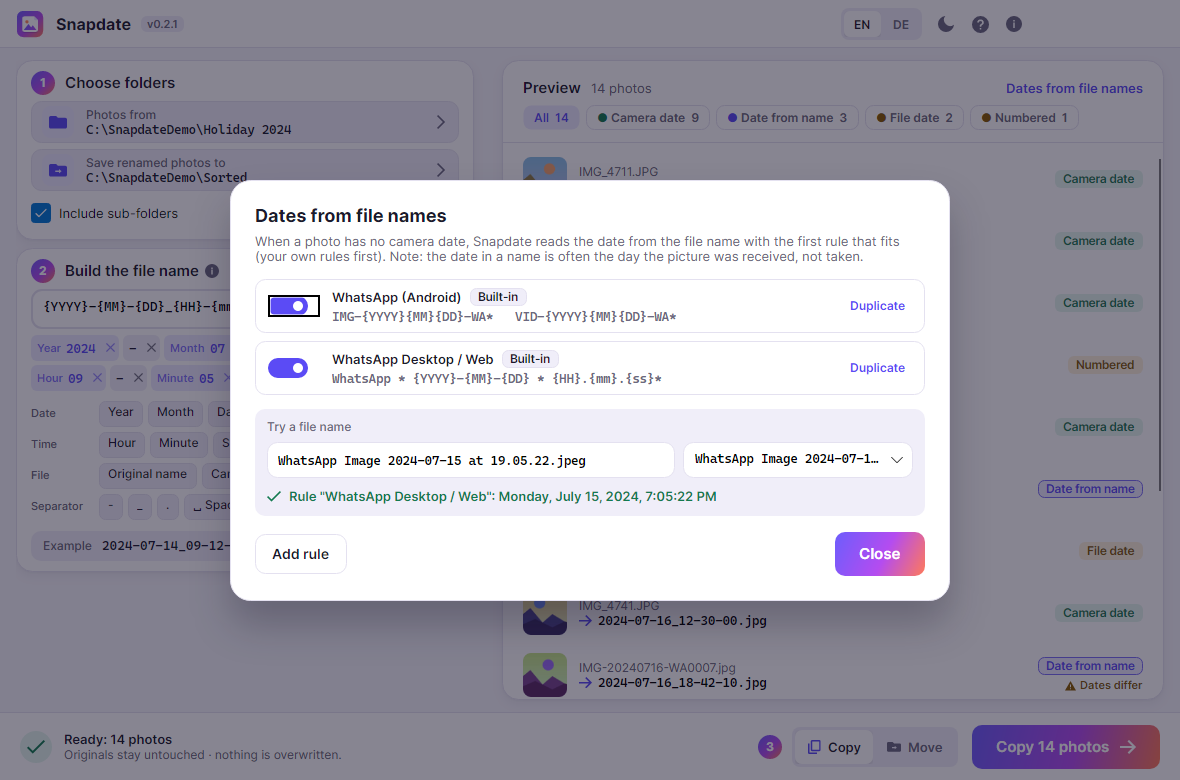 Snapdate v0.2.1 EN DE
1 Choose folders
Photos from
C:\SnapdateDemo\Holiday 2024
Save renamed photos to
C:\SnapdateDemo\Sorted
Include sub-folders
2 Build the file name
{YYYY}-{MM}-{DD}_{HH}-{mm
Year 2024 - Month 07
Hour 09 - Minute 05
Date Year Month
Time Hour Minute
File Original name
Separator - _ .
Example 2024-07-14_09-12-
Preview 14 photos Dates from file names
All 14 Camera date 9 Date from name 3 File date 2 Numbered 1
IMG_4711.JPG
Camera date
Camera date
Camera date
Numbered
Camera date
Date from name
File date
Dates from file names
When a photo has no camera date, Snapdate reads the date from the file name with the first rule that fits
(your own rules first). Note: the date in a name is often the day the picture was received, not taken.
WhatsApp (Android) Built-in
IMG-{YYYY}{MM}{DD}-WA* VID-{YYYY}{MM}{DD}-WA*
Duplicate
WhatsApp Desktop / Web Built-in
WhatsApp * {YYYY}-{MM}-{DD} * {HH}.{mm}.{ss}*
Duplicate
Try a file name
WhatsApp Image 2024-07-15 at 19.05.22.jpeg WhatsApp Image 2024-07-1…
Rule "WhatsApp Desktop / Web": Monday, July 15, 2024, 7:05:22 PM
Add rule Close
IMG_4741.JPG
2024-07-16_12-30-00.jpg
Camera date
IMG-20240716-WA0007.jpg
2024-07-16_18-42-10.jpg
Date from name
Dates differ
Ready: 14 photos
Originals stay untouched · nothing is overwritten.
3 Copy Move Copy 14 photos